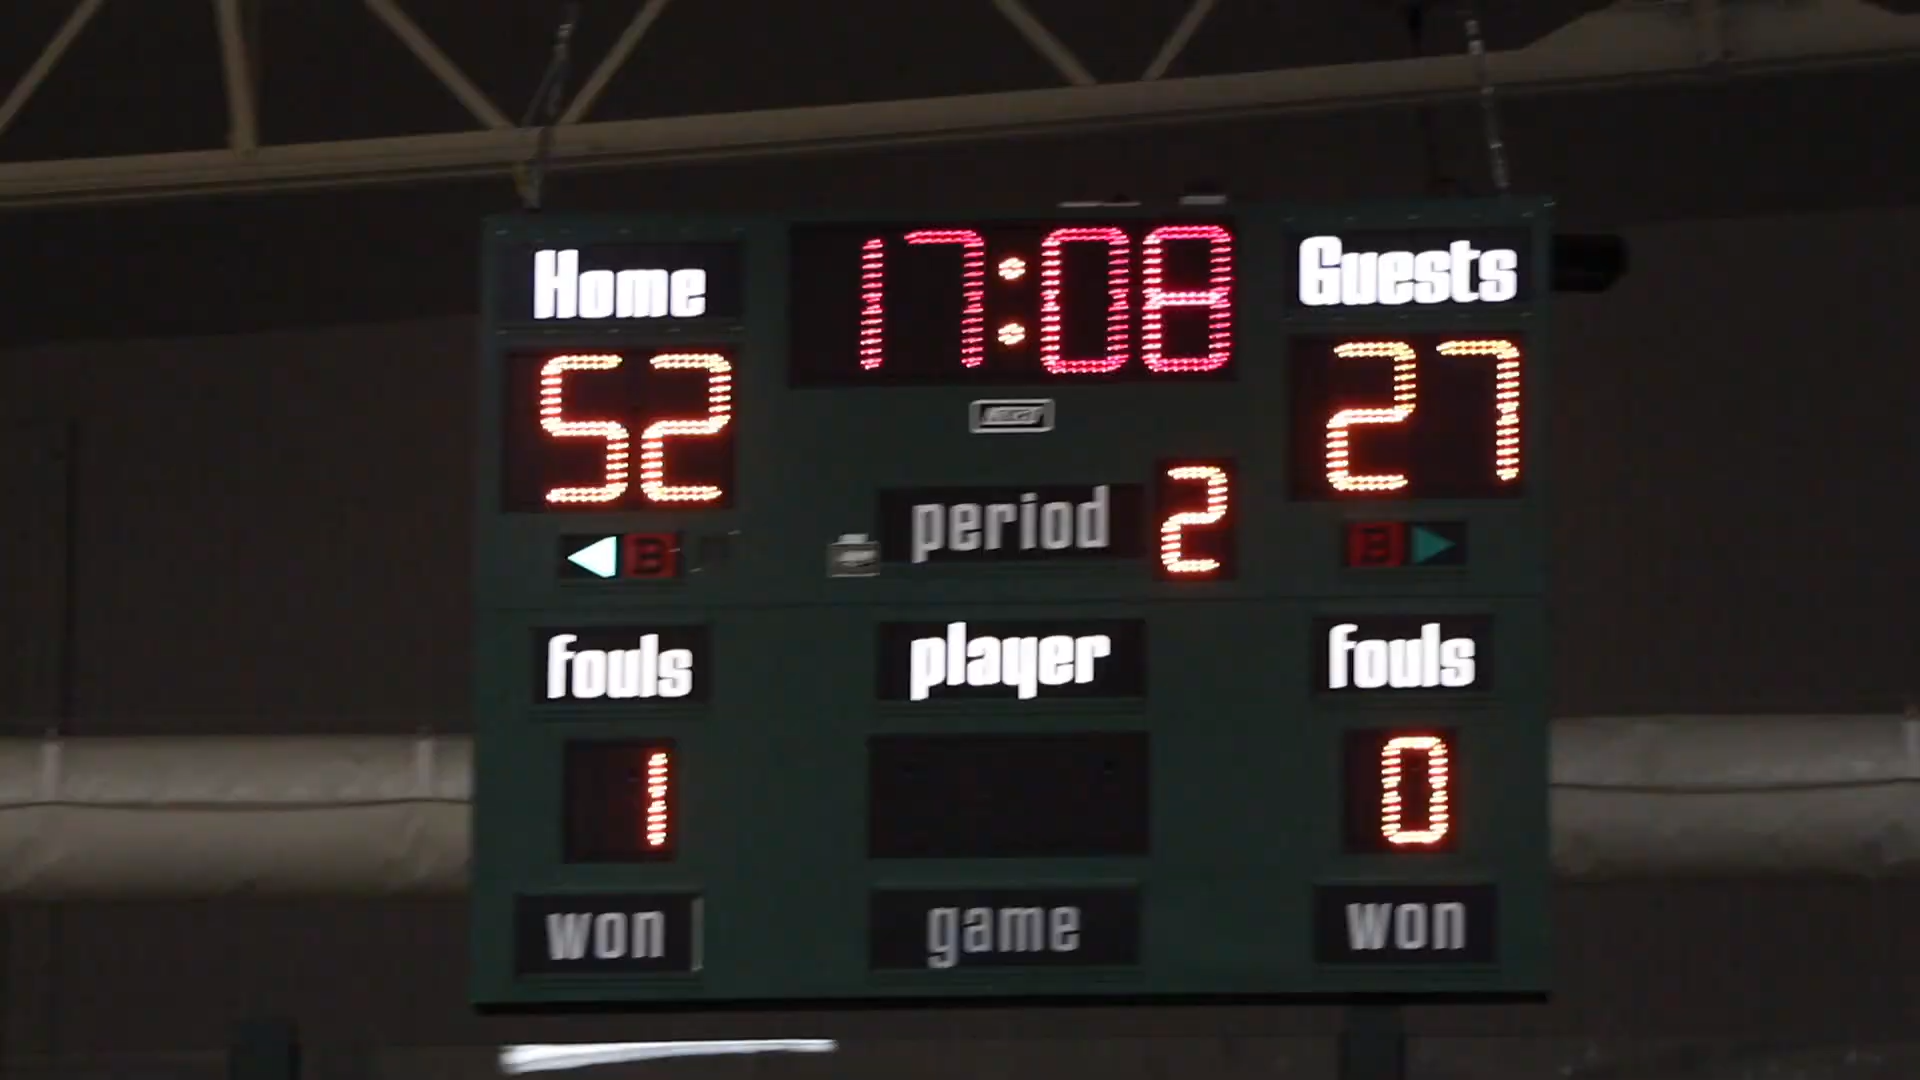 Home 17:08 Guests
52 27
period 2
B B
fouls player fouls
1 0
won game won